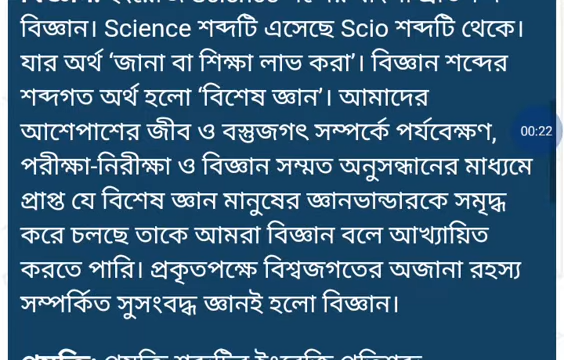 বিজ্ঞান। Science শব্দটি এসেছে Scio শব্দটি থেকে।
যার অর্থ ‘জানা বা শিক্ষা লাভ করা’। বিজ্ঞান শব্দের
শব্দগত অর্থ হলো ‘বিশেষ জ্ঞান’। আমাদের
আশেপাশের জীব ও বস্তুজগৎ সম্পর্কে পর্যবেক্ষণ,
00:22
পরীক্ষা-নিরীক্ষা ও বিজ্ঞান সম্মত অনুসন্ধানের মাধ্যমে
প্রাপ্ত যে বিশেষ জ্ঞান মানুষের জ্ঞানভান্ডারকে সমৃদ্ধ
করে চলছে তাকে আমরা বিজ্ঞান বলে আখ্যায়িত
করতে পারি। প্রকৃতপক্ষে বিশ্বজগতের অজানা রহস্য
সম্পর্কিত সুসংবদ্ধ জ্ঞানই হলো বিজ্ঞান।